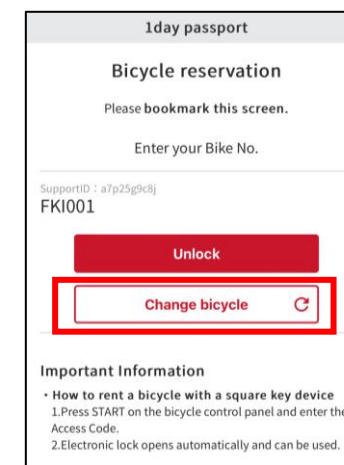 1day passport
Bicycle reservation
Please bookmark this screen.
Enter your Bike No.
SupportID：a7p25g9c8j
FKI001
Unlock
Change bicycle
Important Information
・How to rent a bicycle with a square key device
1.Press START on the bicycle control panel and enter the
Access Code.
2.Electronic lock opens automatically and can be used.